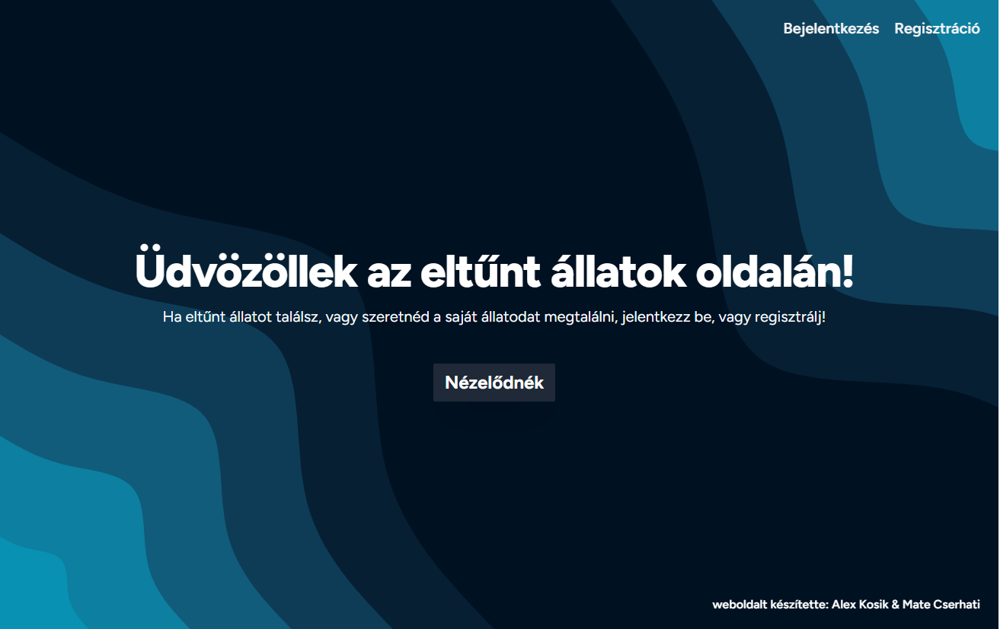 Bejelentkezés Regisztráció
Üdvözöllek az eltűnt állatok oldalán!
Ha eltűnt állatot találsz, vagy szeretnéd a saját állatodat megtalálni, jelentkezz be, vagy regisztrálj!
Nézelődnék
weboldalt készítette: Alex Kosik & Mate Cserhati